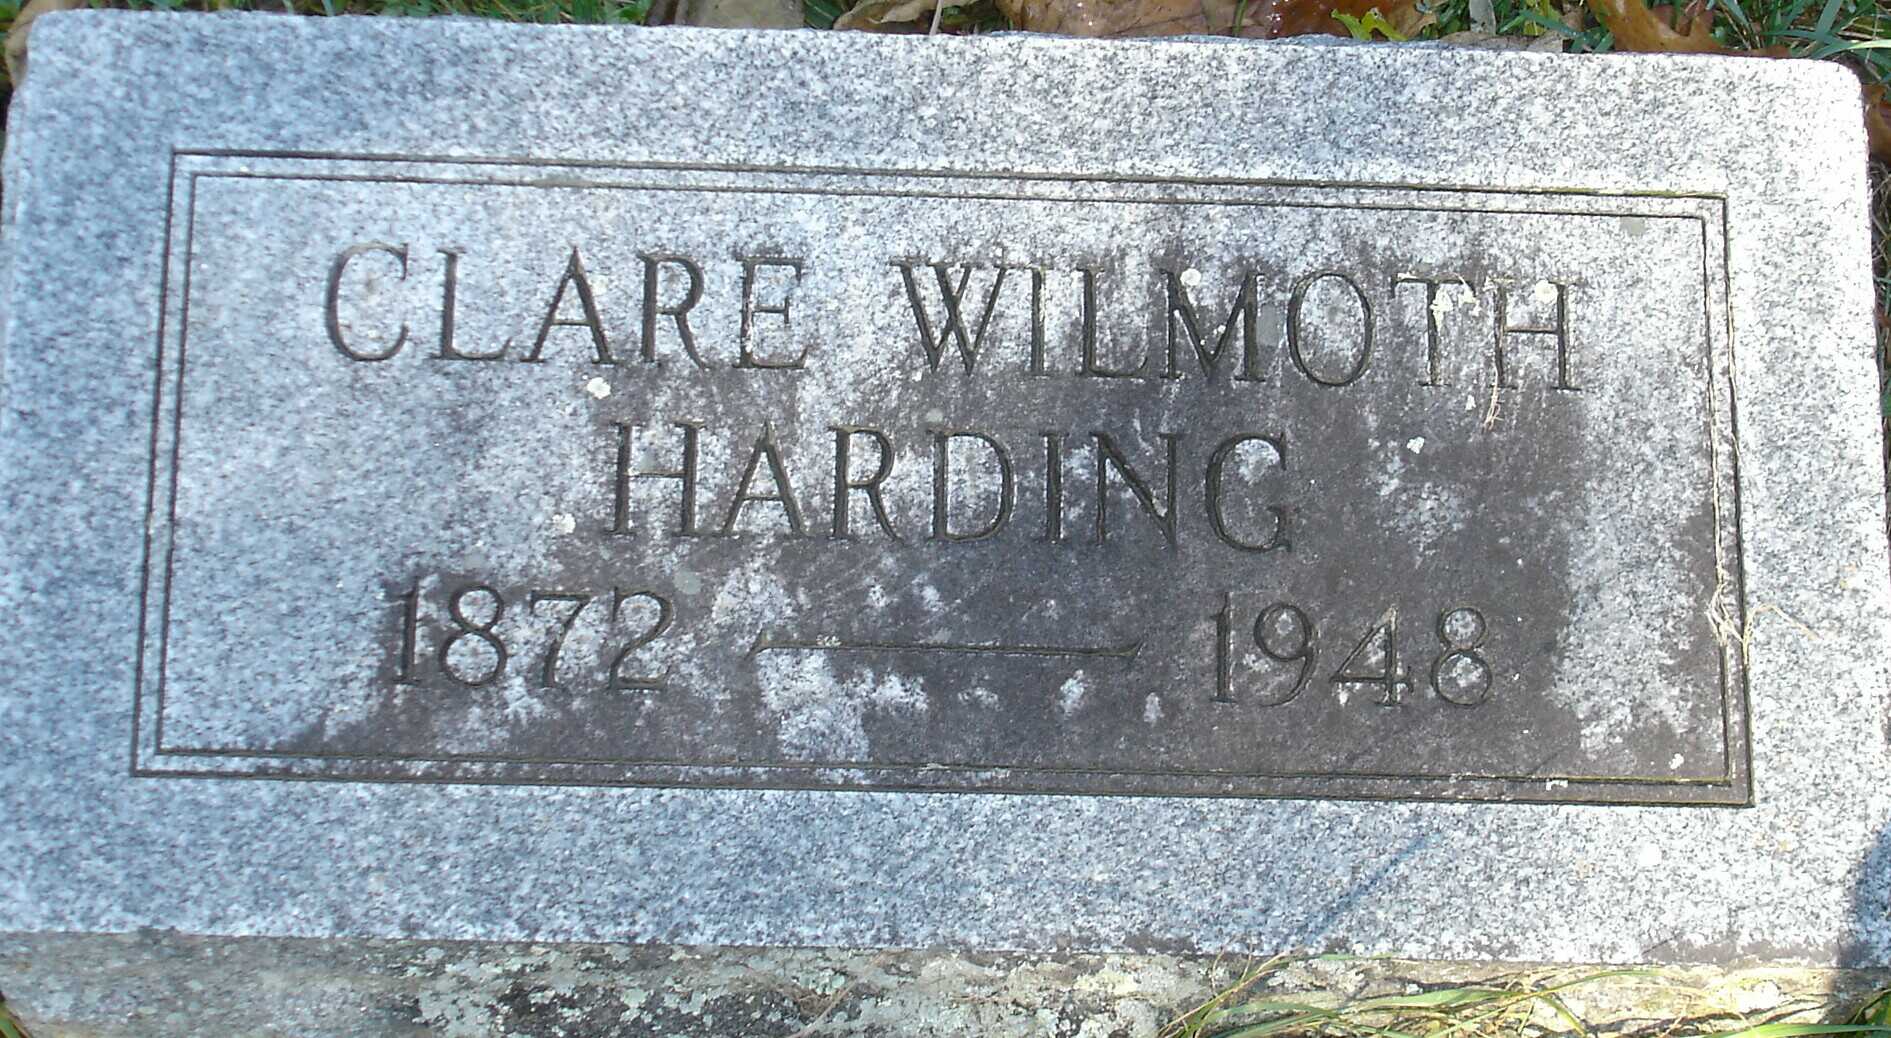 CLARE WILMOTH
HARDING
1872 — 1948